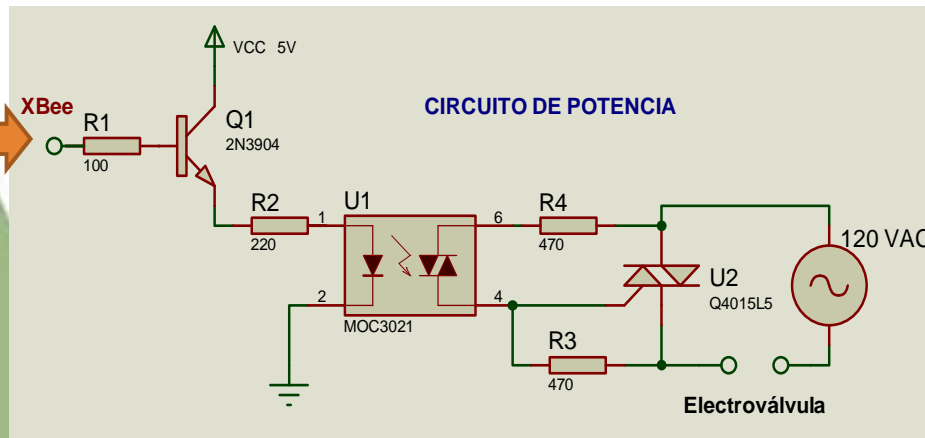 VCC 5V
XBee
CIRCUITO DE POTENCIA
R1
100
Q1
2N3904
R2
220
U1
1
2
6
4
MOC3021
R4
470
R3
470
U2
Q4015L5
120 VAC
Electroválvula